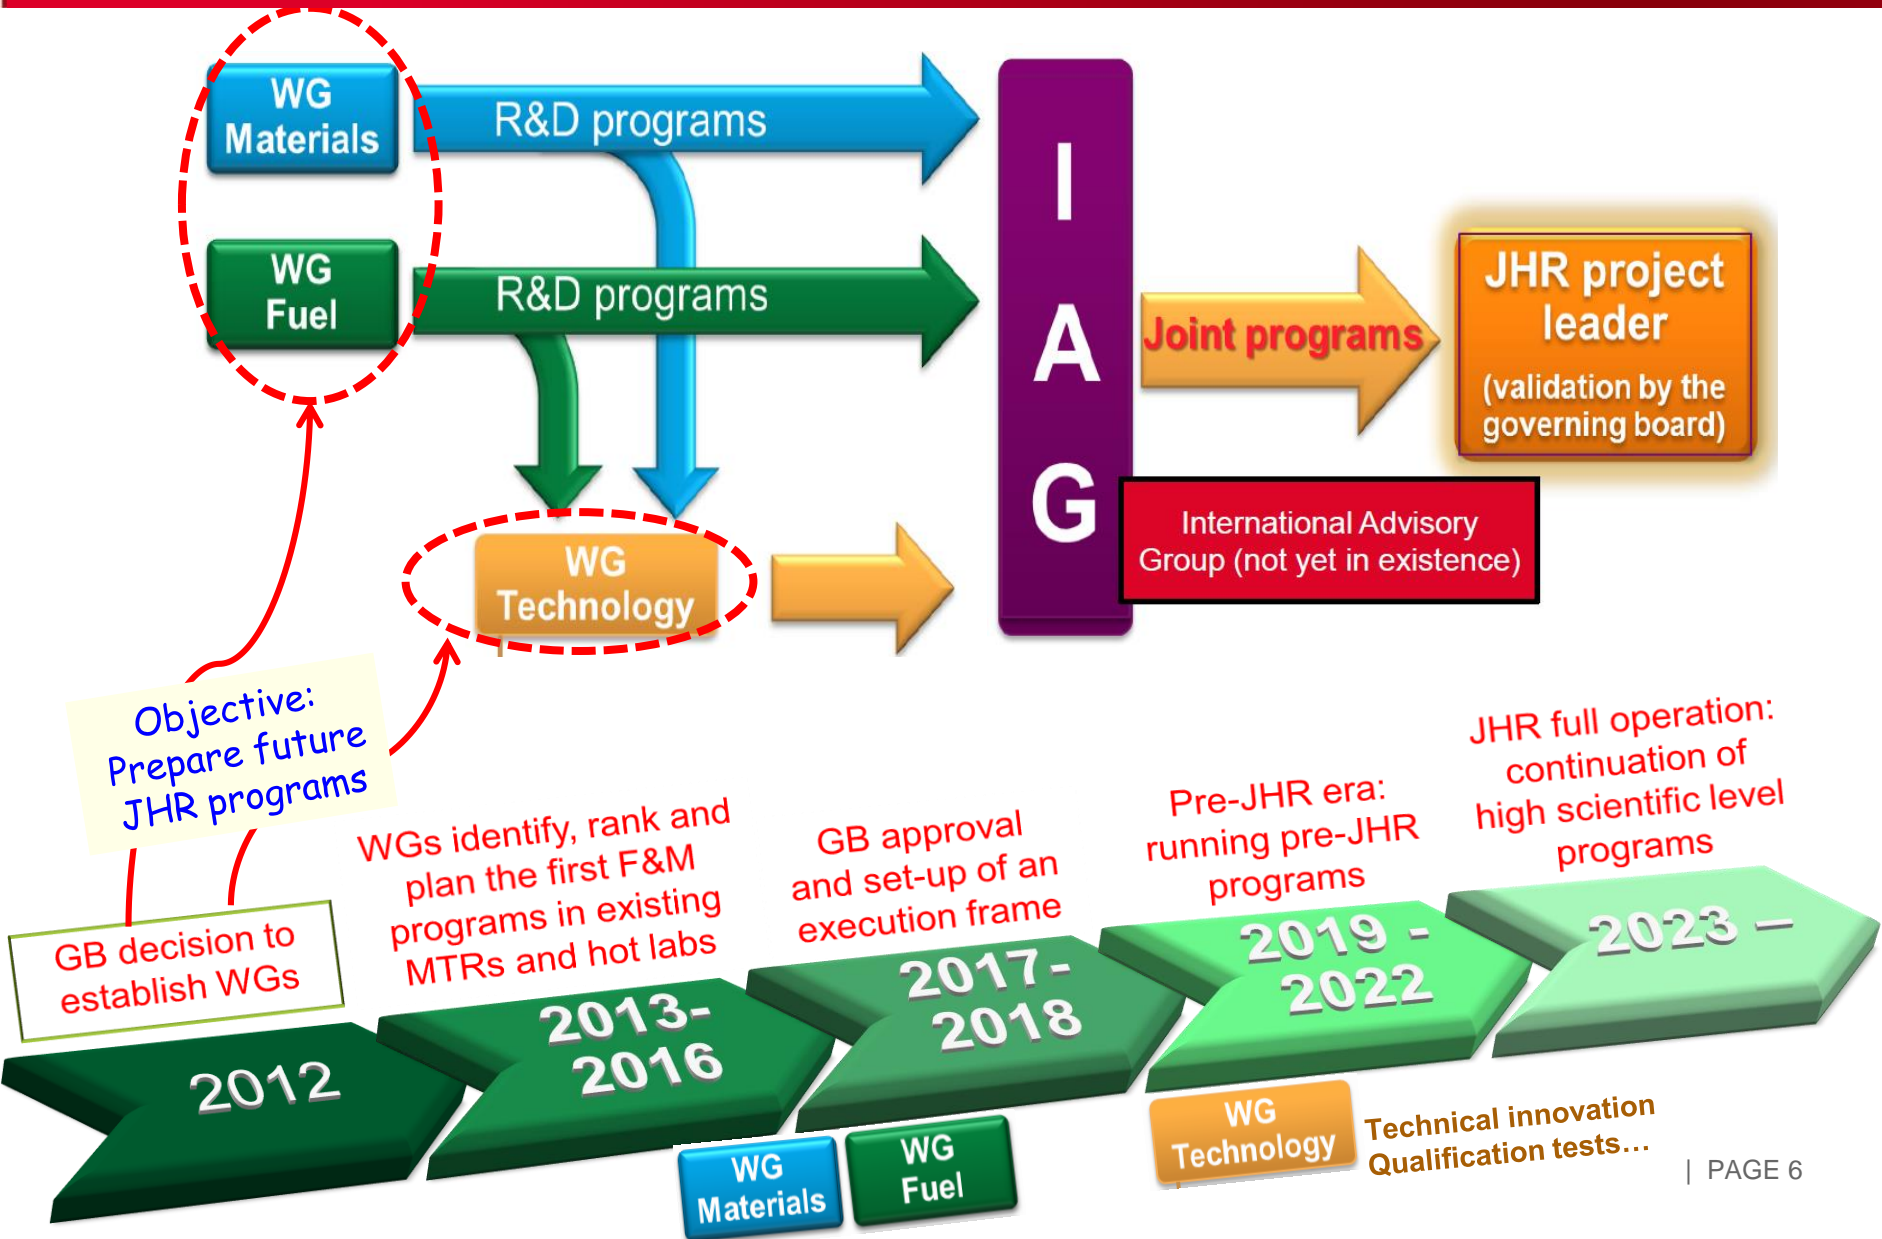 WG
Materials
R&D programs
WG
Fuel
R&D programs
I
A
G
Joint programs
JHR project
leader
(validation by the
governing board)
International Advisory
Group (not yet in existence)
WG
Technology
Objective:
Prepare future
JHR programs
GB decision to
establish WGs
WGs identify, rank and
plan the first F&M
programs in existing
MTRs and hot labs
GB approval
and set-up of an
execution frame
Pre-JHR era:
running pre-JHR
programs
JHR full operation:
continuation of
high scientific level
programs
2012
2013-
2016
2017-
2018
2019 -
2022
2023 –
WG
Materials
WG
Fuel
WG
Technology
Technical innovation
Qualification tests…
| PAGE 6